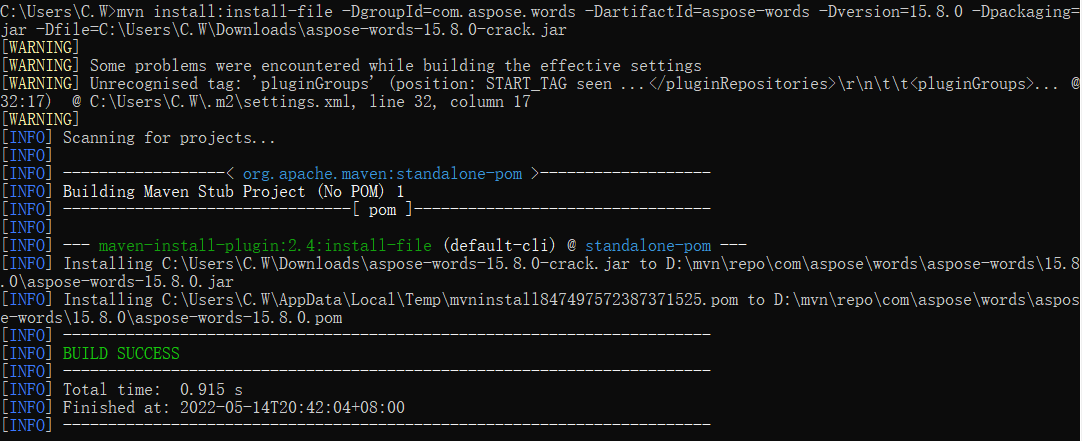 C:\Users\C.W>mvn install:install-file -DgroupId=com.aspose.words -DartifactId=aspose-words -Dversion=15.8.0 -Dpackaging=
jar -Dfile=C:\Users\C.W\Downloads\aspose-words-15.8.0-crack.jar
[WARNING]
[WARNING] Some problems were encountered while building the effective settings
[WARNING] Unrecognised tag: 'pluginGroups' (position: START_TAG seen ...</pluginRepositories>\r\n\t\t<pluginGroups>... @
32:17)  @ C:\Users\C.W\.m2\settings.xml, line 32, column 17
[WARNING]
[INFO] Scanning for projects...
[INFO]
[INFO] ------------------< org.apache.maven:standalone-pom >-------------------
[INFO] Building Maven Stub Project (No POM) 1
[INFO] --------------------------------[ pom ]---------------------------------
[INFO]
[INFO] --- maven-install-plugin:2.4:install-file (default-cli) @ standalone-pom ---
[INFO] Installing C:\Users\C.W\Downloads\aspose-words-15.8.0-crack.jar to D:\mvn\repo\com\aspose\words\aspose-words\15.8
.0\aspose-words-15.8.0.jar
[INFO] Installing C:\Users\C.W\AppData\Local\Temp\mvninstall847497572387371525.pom to D:\mvn\repo\com\aspose\words\aspos
e-words\15.8.0\aspose-words-15.8.0.pom
[INFO] ------------------------------------------------------------------------
[INFO] BUILD SUCCESS
[INFO] ------------------------------------------------------------------------
[INFO] Total time:  0.915 s
[INFO] Finished at: 2022-05-14T20:42:04+08:00
[INFO] ------------------------------------------------------------------------